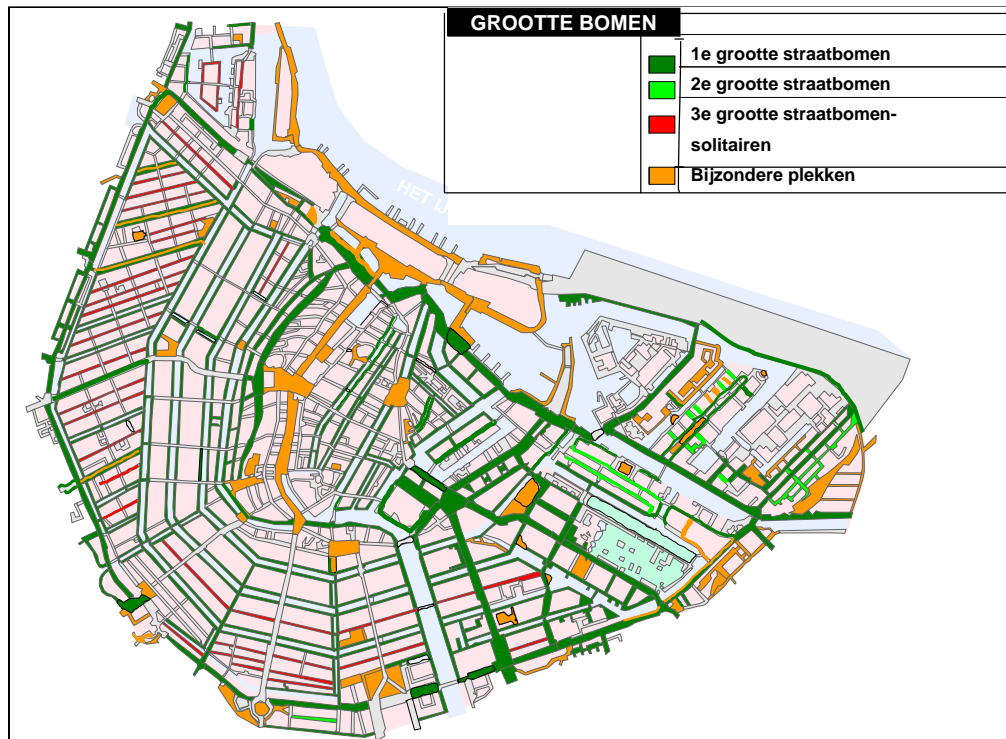 GROOTTE BOMEN
1e grootte straatbomen
2e grootte straatbomen
3e grootte straatbomen-
solitairen
Bijzondere plekken
HET IJ